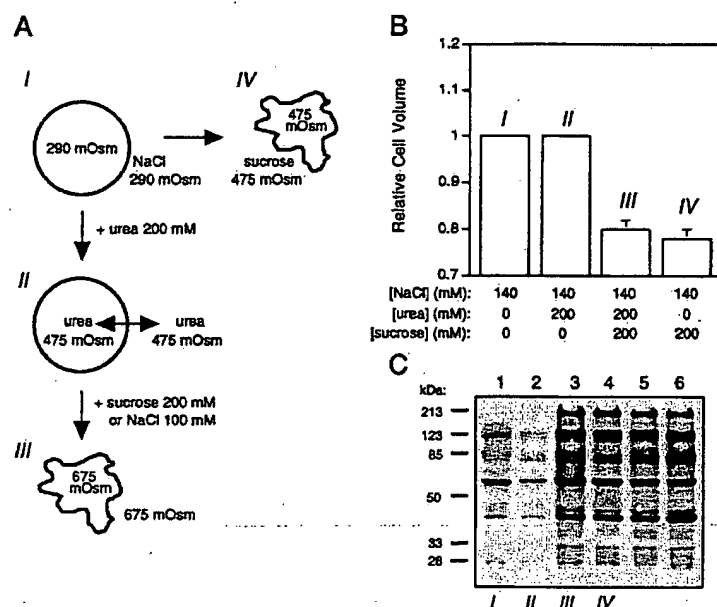 A
I
290 mOsm
NaCl
290 mOsm
IV
475
mOsm
sucrose
475 mOsm
+ urea 200 mM
II
urea
475 mOsm
urea
475 mOsm
+ sucrose 200 mM
or NaCl 100 mM
III
675
mOsm
675 mOsm
B
Relative Cell Volume
1.2
1
0.9
0.8
0.7
I
II
III
IV
[NaCl] (mM): 140 140 140 140
[urea] (mM): 0 200 200 0
[sucrose] (mM): 0 0 200 200
C
kDa: 1 2 3 4 5 6
213
123
85
50
33
28
I II III IV